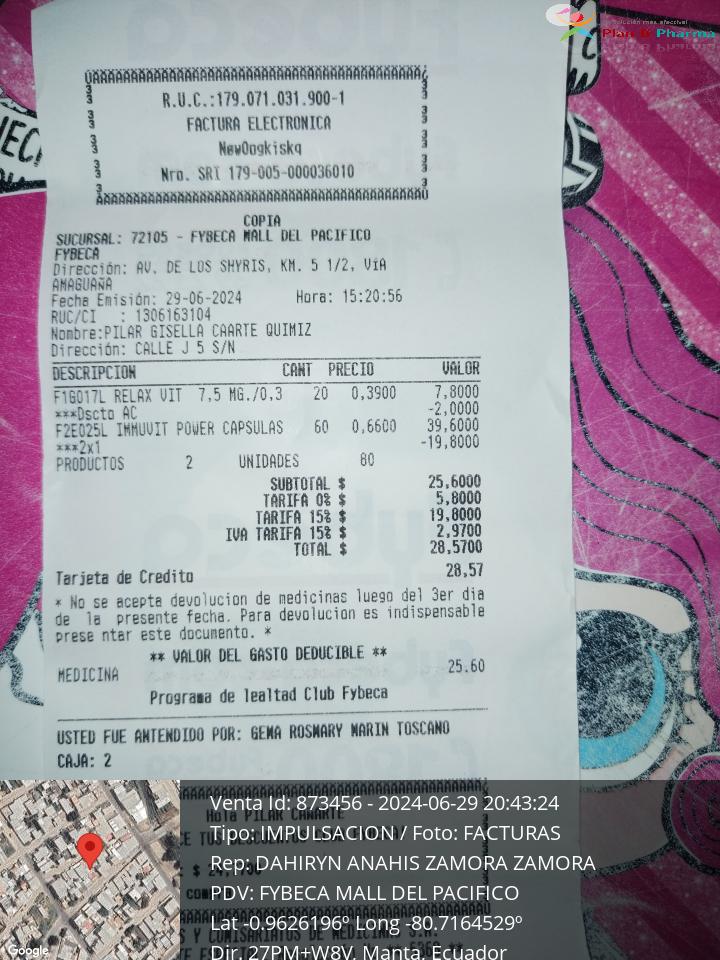 solución más efectiva!
Plan B Pharma
R.U.C.:179.071.031.900-1
FACTURA ELECTRONICA
NewOogkiskq
Nro. SRI 179-005-000036010
COPIA
SUCURSAL: 72105 - FYBECA MALL DEL PACIFICO
FYBECA
Dirección: AV. DE LOS SHYRIS, KM. 5 1/2, VíA
AMAGUAÑA
Fecha Emisión: 29-06-2024 Hora: 15:20:56
RUC/CI : 1306163104
Nombre:PILAR GISELLA CAARTE QUIMIZ
Dirección: CALLE J 5 S/N
DESCRIPCION CANT PRECIO VALOR
F1G017L RELAX VIT 7,5 MG./0,3 20 0,3900 7,8000
***Dscto AC -2,0000
F2E025L IMMUVIT POWER CAPSULAS 60 0,6600 39,6000
***2x1 -19,8000
PRODUCTOS 2 UNIDADES 80
SUBTOTAL $ 25,6000
TARIFA 0% $ 5,8000
TARIFA 15% $ 19,8000
IVA TARIFA 15% $ 2,9700
TOTAL $ 28,5700
Tarjeta de Credito 28,57
* No se acepta devolucion de medicinas luego del 3er dia
de la presente fecha. Para devolucion es indispensable
prese ntar este documento. *
** VALOR DEL GASTO DEDUCIBLE **
MEDICINA 25.60
Programa de lealtad Club Fybeca
USTED FUE ANTENDIDO POR: GEMA ROSMARY MARIN TOSCANO
CAJA: 2
Hola PILAR
Venta Id: 873456 - 2024-06-29 20:43:24
Tipo: IMPULSACION / Foto: FACTURAS
Rep: DAHIRYN ANAHIS ZAMORA ZAMORA
PDV: FYBECA MALL DEL PACIFICO
Lat -0.9626196º Long -80.7164529º
Dir. 27PM+W8V, Manta, Ecuador
Google